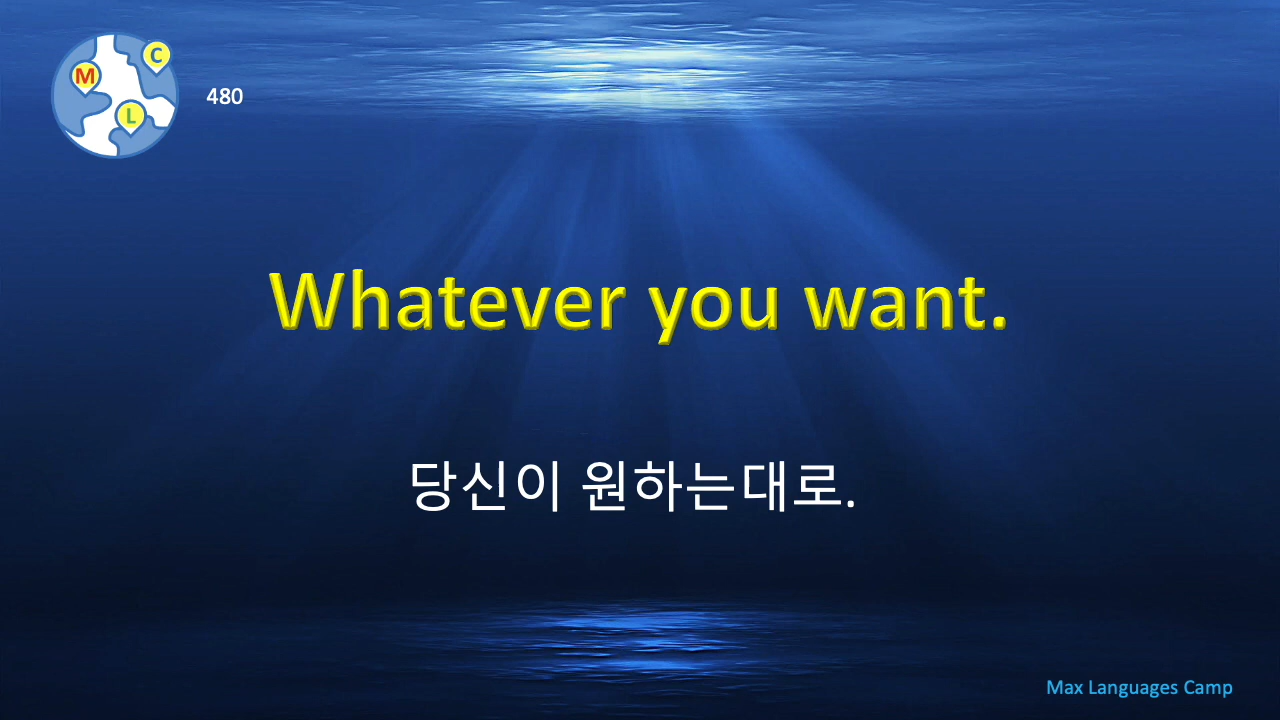 M
C
L
480
Whatever you want.
당신이 원하는대로.
Max Languages Camp